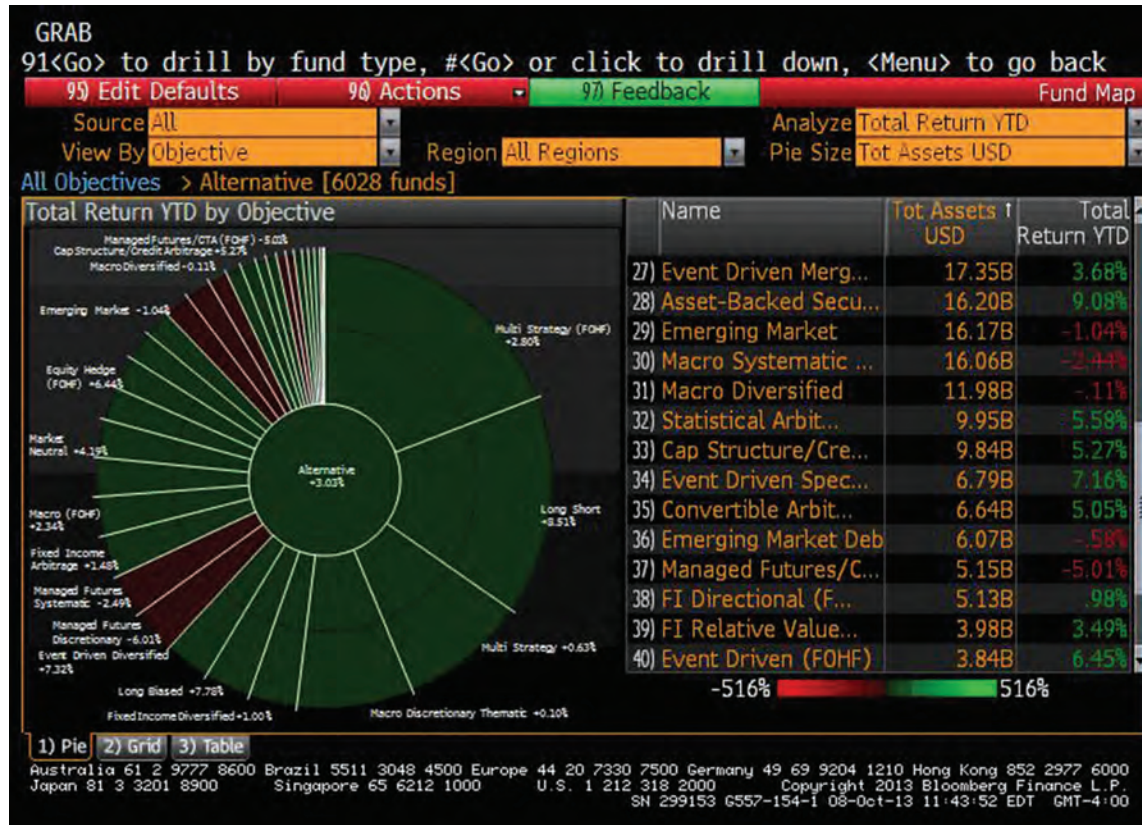 GRAB
91<Go> to drill by fund type, #<Go> or click to drill down, <Menu> to go back
95) Edit Defaults 96) Actions 97) Feedback Fund Map
Source All Analyze Total Return YTD
View By Objective Region All Regions Pie Size Tot Assets USD
All Objectives > Alternative [6028 funds]
Total Return YTD by Objective
Managed Futures/CTA (FOHF) -5.01%
Cap Structure/Credit Arbitrage +5.27%
Macro Diversified -0.11%
Emerging Market -1.04%
Equity Hedge
(FOHF) +6.44%
Market
Neutral +4.19%
Macro (FOHF)
+2.34%
Fixed Income
Arbitrage +1.48%
Managed Futures
Systematic -2.49%
Managed Futures
Discretionary -6.01%
Event Driven Diversified
+7.32%
Long Biased +7.78%
Fixed Income Diversified +1.00%
Macro Discretionary Thematic +0.10%
Multi Strategy +0.63%
Long Short
+8.51%
Multi Strategy (FOHF)
+2.80%
Alternative
+3.03%
Name Tot Assets ↑ USD Total Return YTD
27) Event Driven Merg... 17.35B 3.68%
28) Asset-Backed Secu... 16.20B 9.08%
29) Emerging Market 16.17B -1.04%
30) Macro Systematic ... 16.06B -2.44%
31) Macro Diversified 11.98B -.11%
32) Statistical Arbit... 9.95B 5.58%
33) Cap Structure/Cre... 9.84B 5.27%
34) Event Driven Spec... 6.79B 7.16%
35) Convertible Arbit... 6.64B 5.05%
36) Emerging Market Deb 6.07B -.58%
37) Managed Futures/C... 5.15B -5.01%
38) FI Directional (F... 5.13B .98%
39) FI Relative Value... 3.98B 3.49%
40) Event Driven (FOHF) 3.84B 6.45%
-516% 516%
1) Pie 2) Grid 3) Table
Australia 61 2 9777 8600 Brazil 5511 3048 4500 Europe 44 20 7330 7500 Germany 49 69 9204 1210 Hong Kong 852 2977 6000
Japan 81 3 3201 8900 Singapore 65 6212 1000 U.S. 1 212 318 2000 Copyright 2013 Bloomberg Finance L.P.
SN 299153 G557-154-1 08-Oct-13 11:43:52 EDT GMT-4:00